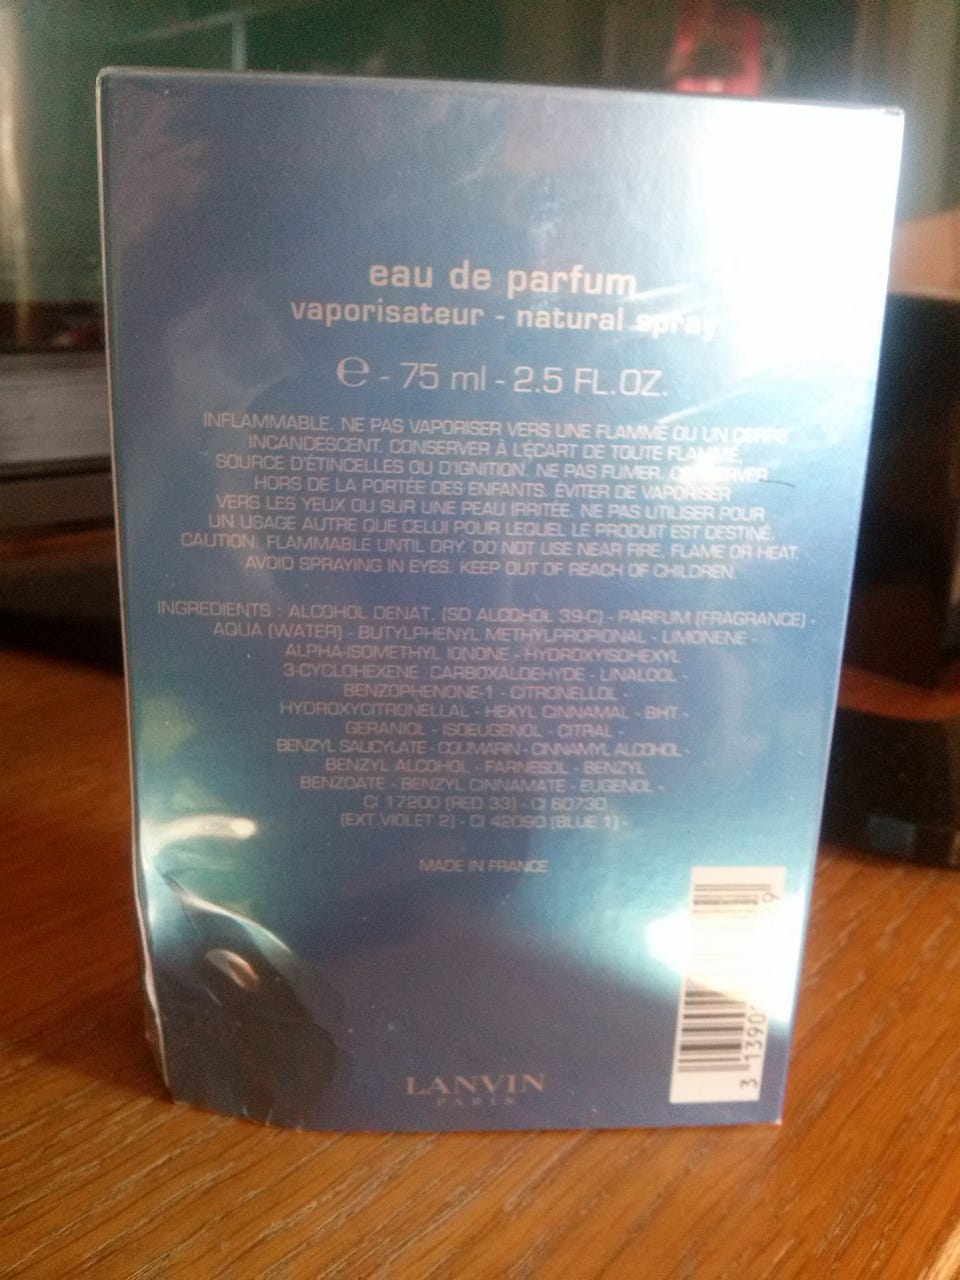 eau de parfum
vaporisateur - natural spray
e - 75 ml - 2.5 FL.OZ.
INFLAMMABLE. NE PAS VAPORISER VERS UNE FLAMME OU UN CORPS
INCANDESCENT. CONSERVER À L'ÉCART DE TOUTE FLAMME,
SOURCE D'ÉTINCELLES OU D'IGNITION. NE PAS FUMER. CONSERVER
HORS DE LA PORTÉE DES ENFANTS. ÉVITER DE VAPORISER
VERS LES YEUX OU SUR UNE PEAU IRRITÉE. NE PAS UTILISER POUR
UN USAGE AUTRE QUE CELUI POUR LEQUEL LE PRODUIT EST DESTINÉ.
CAUTION. FLAMMABLE UNTIL DRY. DO NOT USE NEAR FIRE, FLAME OR HEAT.
AVOID SPRAYING IN EYES. KEEP OUT OF REACH OF CHILDREN.
INGREDIENTS : ALCOHOL DENAT. (SD ALCOHOL 39-C) - PARFUM (FRAGRANCE) -
AQUA (WATER) - BUTYLPHENYL METHYLPROPIONAL - LIMONENE -
ALPHA-ISOMETHYL IONONE - HYDROXYISOHEXYL
3-CYCLOHEXENE CARBOXALDEHYDE - LINALOOL -
BENZOPHENONE-1 - CITRONELLOL -
HYDROXYCITRONELLAL - HEXYL CINNAMAL - BHT -
GERANIOL - ISOEUGENOL - CITRAL -
BENZYL SALICYLATE - COUMARIN - CINNAMYL ALCOHOL -
BENZYL ALCOHOL - FARNESOL - BENZYL
BENZOATE - BENZYL CINNAMATE - EUGENOL -
CI 17200 (RED 33) - CI 60730
(EXT. VIOLET 2) - CI 42090 (BLUE 1) -
MADE IN FRANCE
LANVIN
PARIS